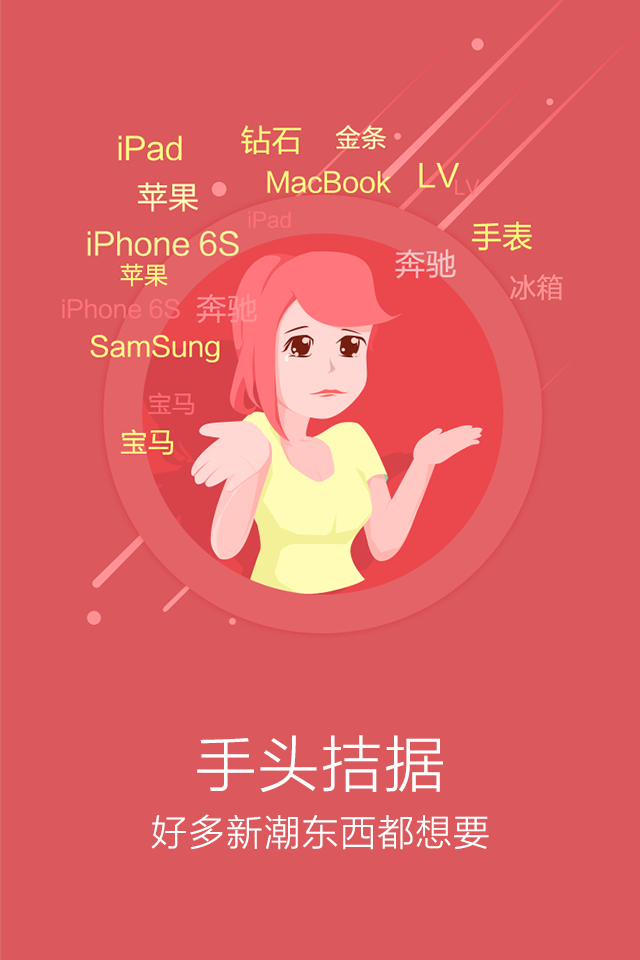 iPad
钻石
金条
苹果
MacBook
LV
LV
iPad
iPhone 6S
手表
苹果
奔驰
冰箱
iPhone 6S
奔驰
SamSung
宝马
宝马
手头拮据
好多新潮东西都想要